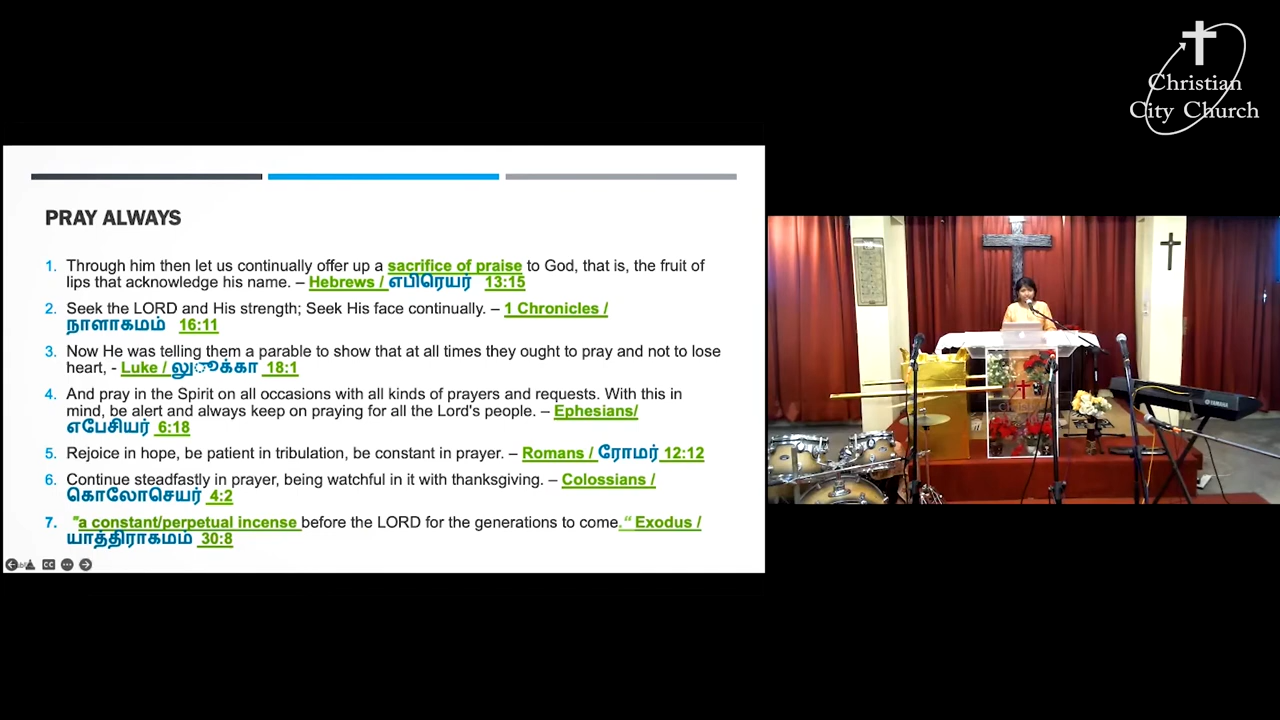 Christian
City Church
PRAY ALWAYS
1. Through him then let us continually offer up a sacrifice of praise to God, that is, the fruit of
lips that acknowledge his name. – Hebrews / எபிரெயர் 13:15
2. Seek the LORD and His strength; Seek His face continually. – 1 Chronicles /
நாளாகமம் 16:11
3. Now He was telling them a parable to show that at all times they ought to pray and not to lose
heart, - Luke / லுூக்கா 18:1
4. And pray in the Spirit on all occasions with all kinds of prayers and requests. With this in
mind, be alert and always keep on praying for all the Lord's people. – Ephesians/
எபேசியர் 6:18
5. Rejoice in hope, be patient in tribulation, be constant in prayer. – Romans / ரோமர் 12:12
6. Continue steadfastly in prayer, being watchful in it with thanksgiving. – Colossians /
கொலோசெயர் 4:2
7. "a constant/perpetual incense before the LORD for the generations to come." Exodus /
யாத்திராகமம் 30:8
CC
YAMAHA